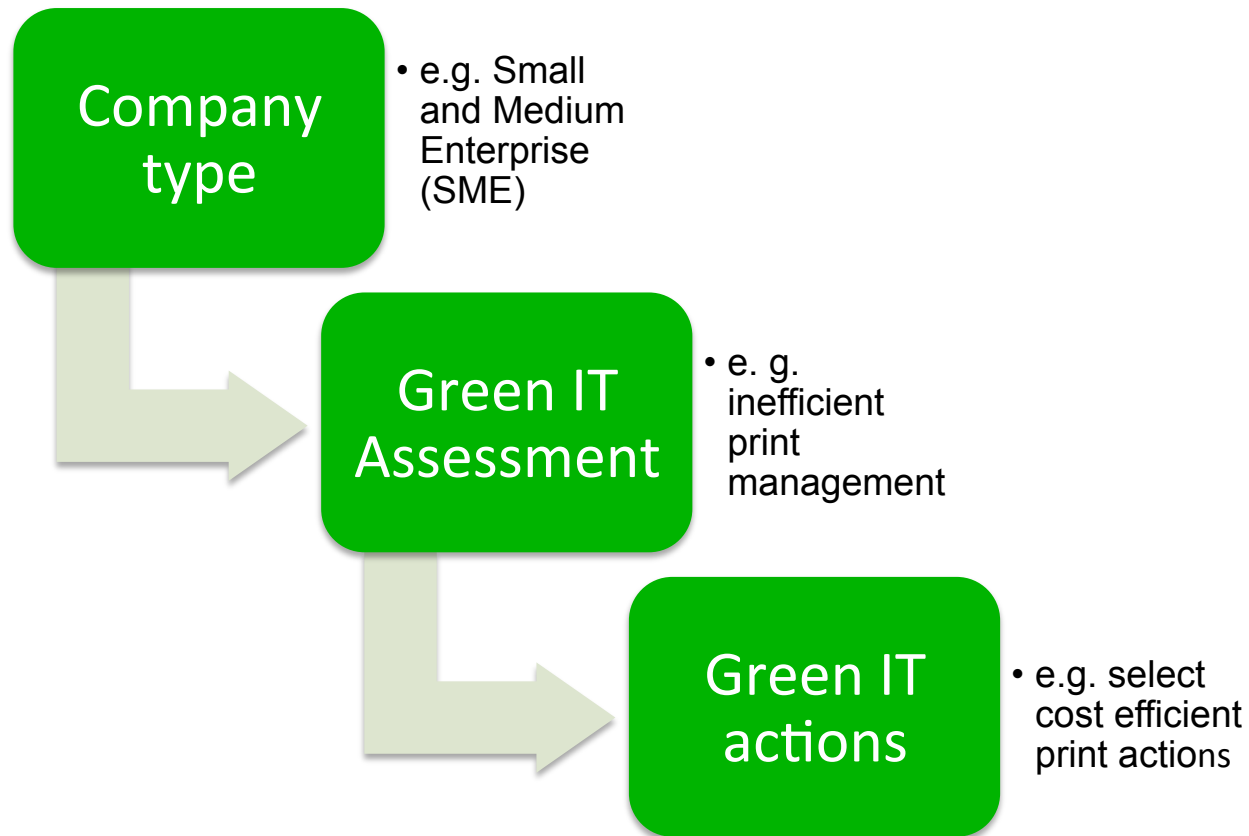 Company
type
• e.g. Small
and Medium
Enterprise
(SME)
Green IT
Assessment
• e. g.
inefficient
print
management
Green IT
actions
• e.g. select
cost efficient
print actions